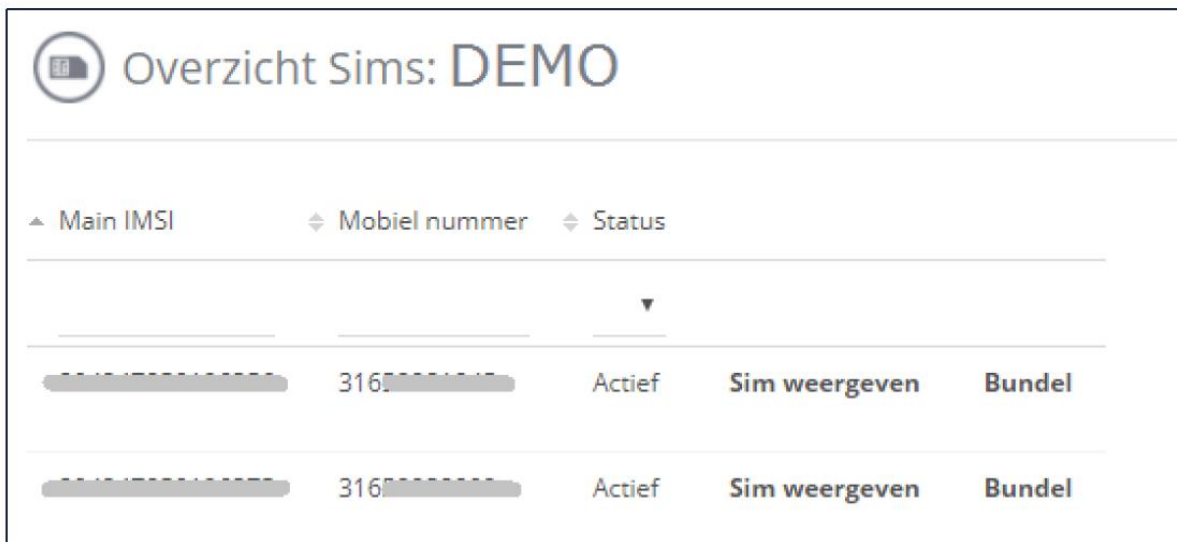 Overzicht Sims: DEMO
Main IMSI Mobiel nummer Status
316 Actief Sim weergeven Bundel
316 Actief Sim weergeven Bundel